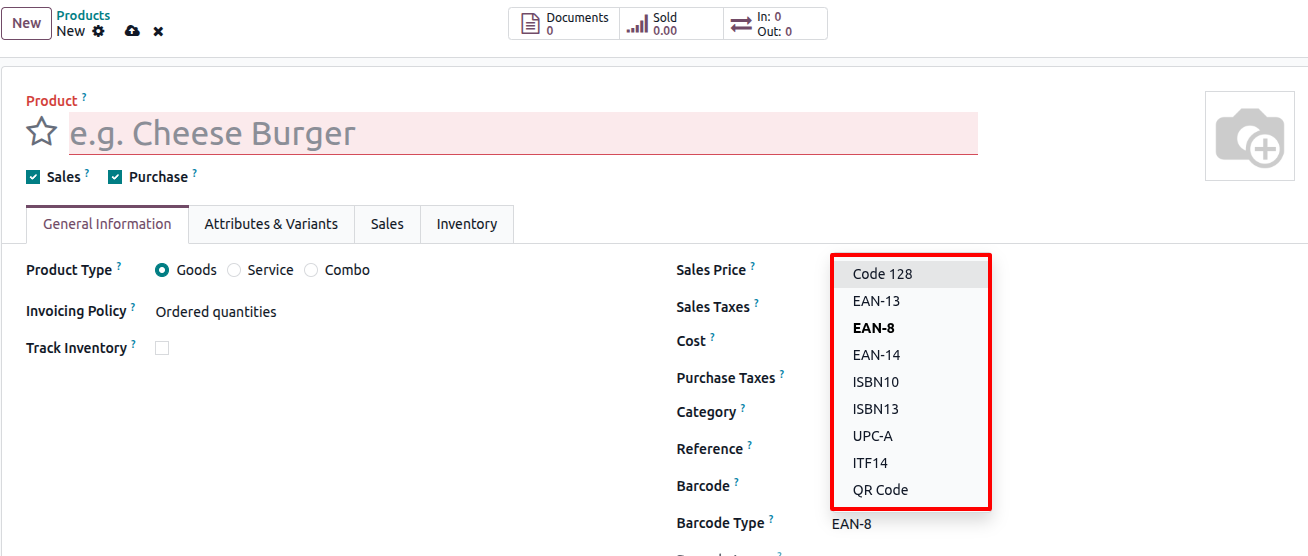 New
Products
New
Documents
0
Sold
0.00
In: 0
Out: 0
Product ?
e.g. Cheese Burger
Sales ?
Purchase ?
General Information
Attributes & Variants
Sales
Inventory
Product Type ?
Goods
Service
Combo
Invoicing Policy ?
Ordered quantities
Track Inventory ?
Sales Price ?
Sales Taxes ?
Cost ?
Purchase Taxes ?
Category ?
Reference ?
Barcode ?
Barcode Type ?
EAN-8
Code 128
EAN-13
EAN-8
EAN-14
ISBN10
ISBN13
UPC-A
ITF14
QR Code